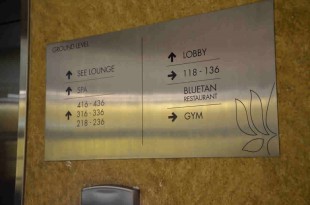 GROUND LEVEL
SEE LOUNGE
SPA
416 - 436
316 - 336
218 - 236
LOBBY
118 - 136
BLUETAN
RESTAURANT
GYM